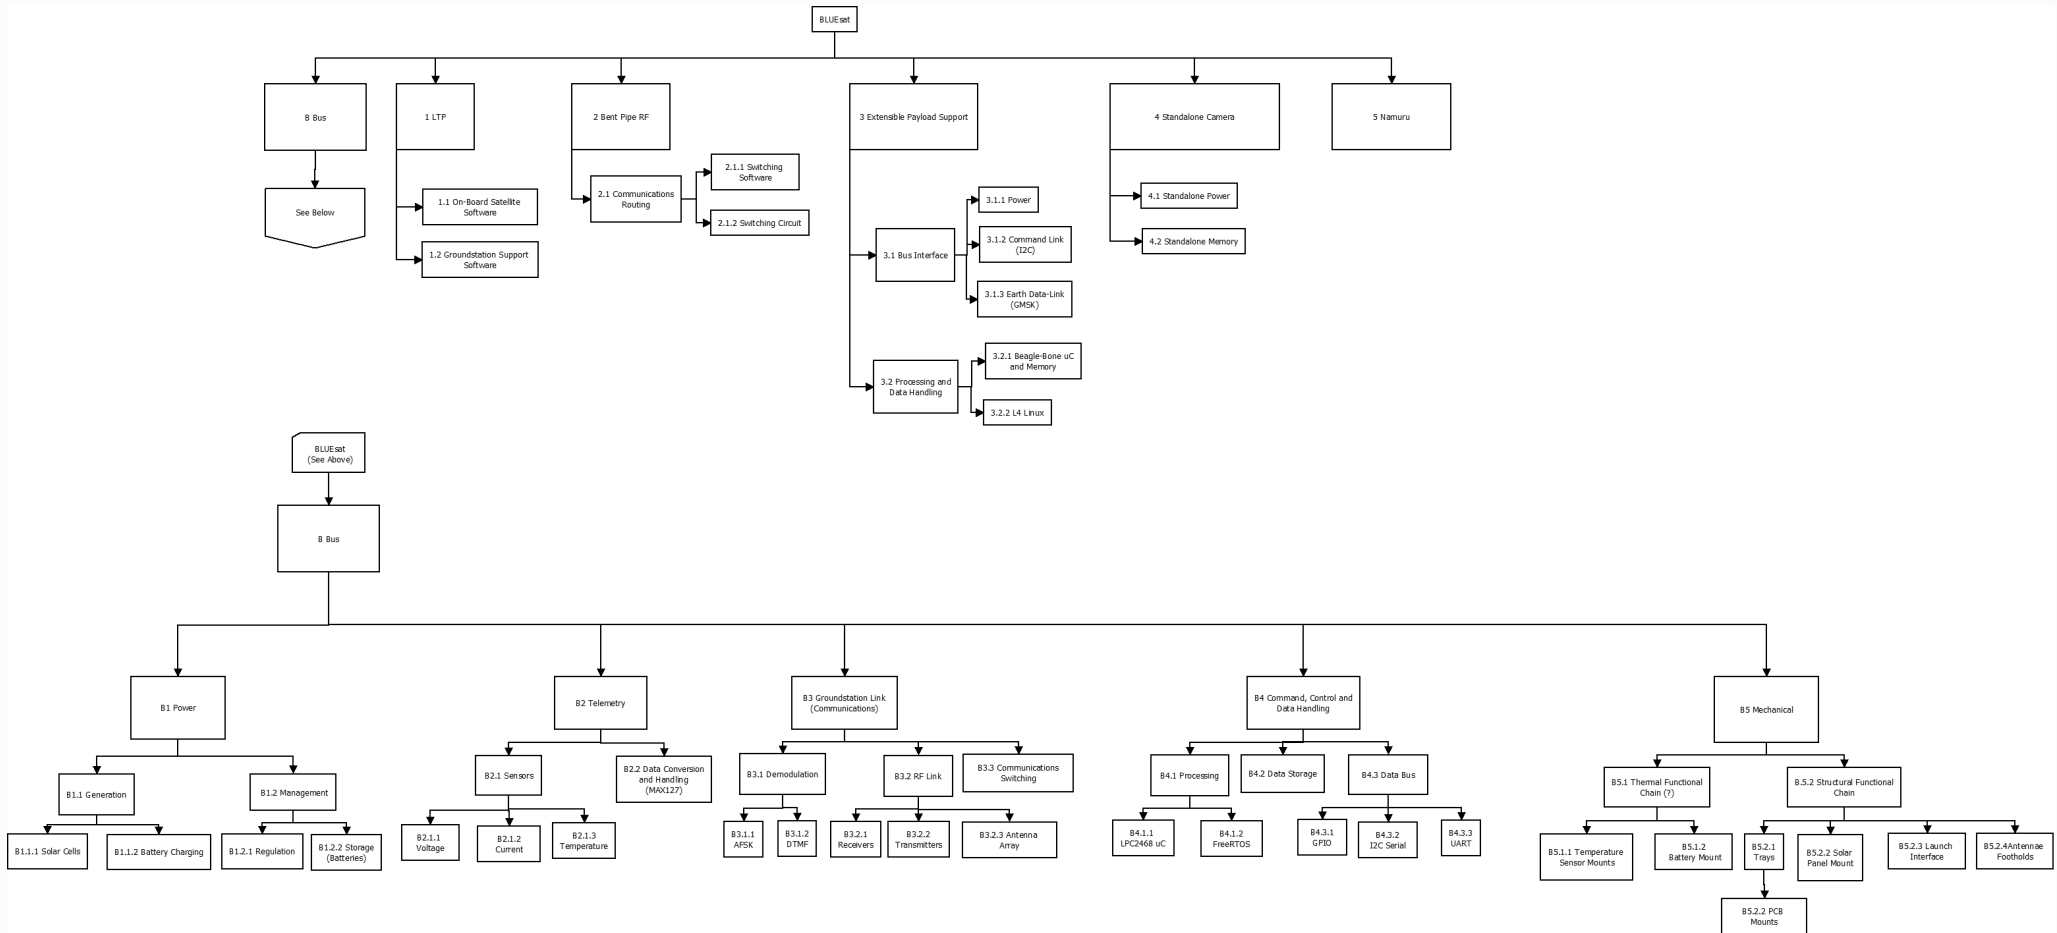 BLUEsat
B Bus
1 LTP
2 Bent Pipe RF
3 Extensible Payload Support
4 Standalone Camera
5 Namuru
See Below
1.1 On-Board Satellite
Software
1.2 Groundstation Support
Software
2.1 Communications
Routing
2.1.1 Switching
Software
2.1.2 Switching Circuit
3.1 Bus Interface
3.1.1 Power
3.1.2 Command Link
(I2C)
3.1.3 Earth Data-Link
(GMSK)
3.2 Processing and
Data Handling
3.2.1 Beagle-Bone uC
and Memory
3.2.2 L4 Linux
4.1 Standalone Power
4.2 Standalone Memory
BLUEsat
(See Above)
B Bus
B1 Power
B2 Telemetry
B3 Groundstation Link
(Communications)
B4 Command, Control and
Data Handling
B5 Mechanical
B1.1 Generation
B1.2 Management
B1.1.1 Solar Cells
B1.1.2 Battery Charging
B1.2.1 Regulation
B1.2.2 Storage
(Batteries)
B2.1 Sensors
B2.2 Data Conversion
and Handling
(MAX127)
B2.1.1
Voltage
B2.1.2
Current
B2.1.3
Temperature
B3.1 Demodulation
B3.2 RF Link
B3.3 Communications
Switching
B3.1.1
AFSK
B3.1.2
DTMF
B3.2.1
Receivers
B3.2.2
Transmitters
B3.2.3 Antenna
Array
B4.1 Processing
B4.2 Data Storage
B4.3 Data Bus
B4.1.1
LPC2468 uC
B4.1.2
FreeRTOS
B4.3.1
GPIO
B4.3.2
I2C Serial
B4.3.3
UART
B5.1 Thermal Functional
Chain (?)
B5.2 Structural Functional
Chain
B5.1.1 Temperature
Sensor Mounts
B5.1.2
Battery Mount
B5.2.1
Trays
B5.2.2 Solar
Panel Mount
B5.2.3 Launch
Interface
B5.2.4Antennae
Footholds
B5.2.2 PCB
Mounts